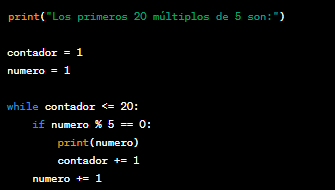 print("Los primeros 20 múltiplos de 5 son:")

contador = 1
numero = 1

while contador <= 20:
    if numero % 5 == 0:
        print(numero)
        contador += 1
    numero += 1